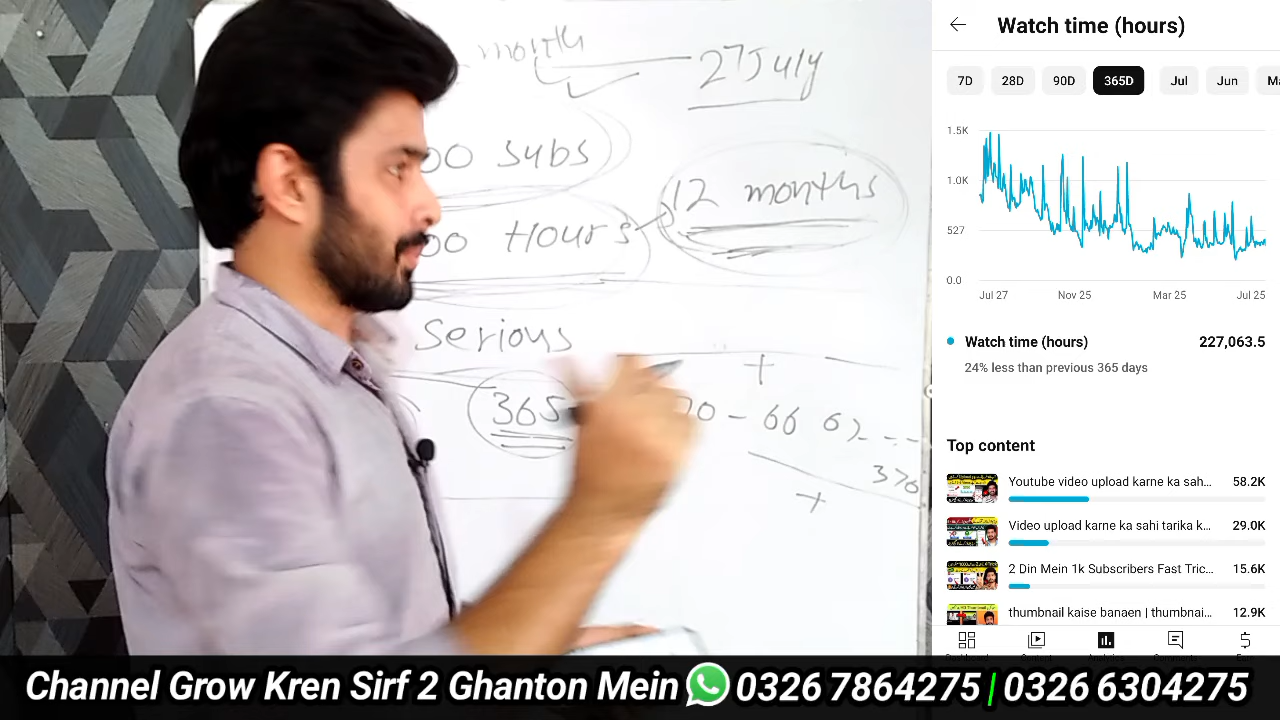 month
27 July
00 subs
12 months
00 Hours
Serious
+
365
70 - 66 67 - - -
370
+
Watch time (hours)
7D 28D 90D 365D Jul Jun
1.5K
1.0K
527
0.0
Jul 27 Nov 25 Mar 25 Jul 25
Watch time (hours) 227,063.5
24% less than previous 365 days
Top content
Youtube video upload karne ka sah... 58.2K
Video upload karne ka sahi tarika k... 29.0K
2 Din Mein 1k Subscribers Fast Tric... 15.6K
thumbnail kaise banaen | thumbnai... 12.9K
Channel Grow Kren Sirf 2 Ghanton Mein 0326 7864275 | 0326 6304275